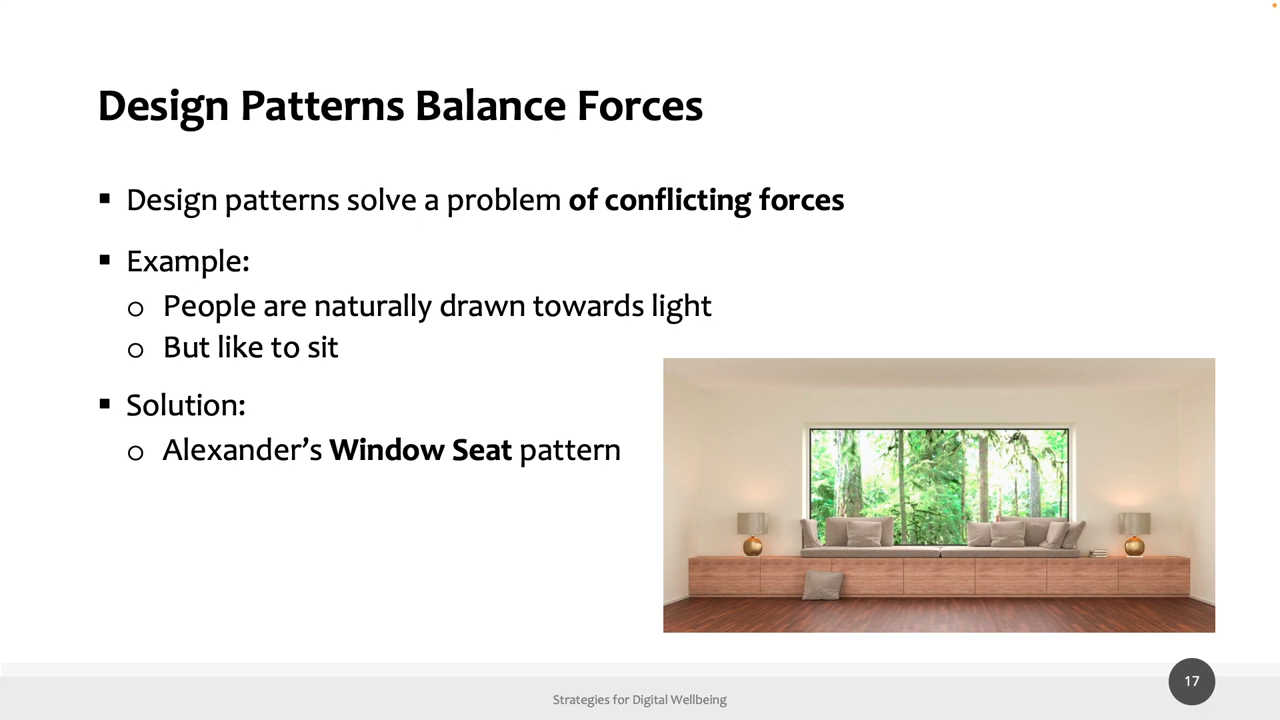 Design Patterns Balance Forces
▪ Design patterns solve a problem of conflicting forces
▪ Example:
o People are naturally drawn towards light
o But like to sit
▪ Solution:
o Alexander’s Window Seat pattern
17
Strategies for Digital Wellbeing